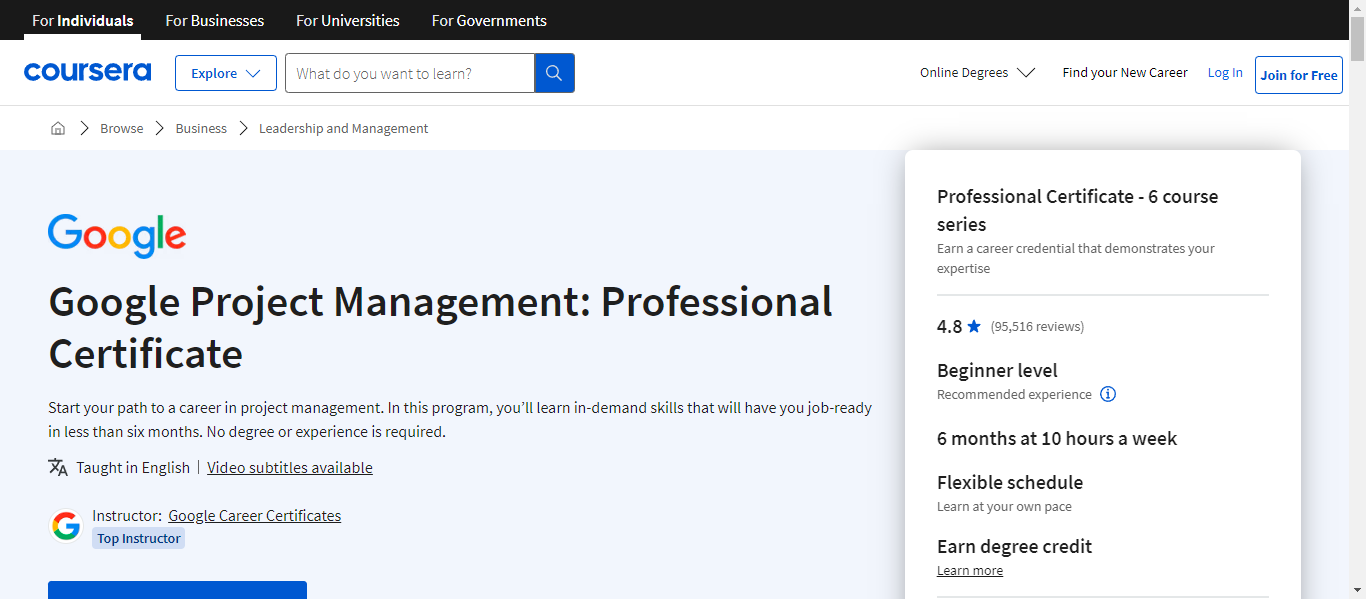 For Individuals For Businesses For Universities For Governments
coursera Explore What do you want to learn? Online Degrees Find your New Career Log In Join for Free
Browse Business Leadership and Management
Google
Google Project Management: Professional
Certificate
Start your path to a career in project management. In this program, you’ll learn in-demand skills that will have you job-ready
in less than six months. No degree or experience is required.
Taught in English | Video subtitles available
Instructor: Google Career Certificates
Top Instructor
Professional Certificate - 6 course
series
Earn a career credential that demonstrates your
expertise
4.8 (95,516 reviews)
Beginner level
Recommended experience
6 months at 10 hours a week
Flexible schedule
Learn at your own pace
Earn degree credit
Learn more